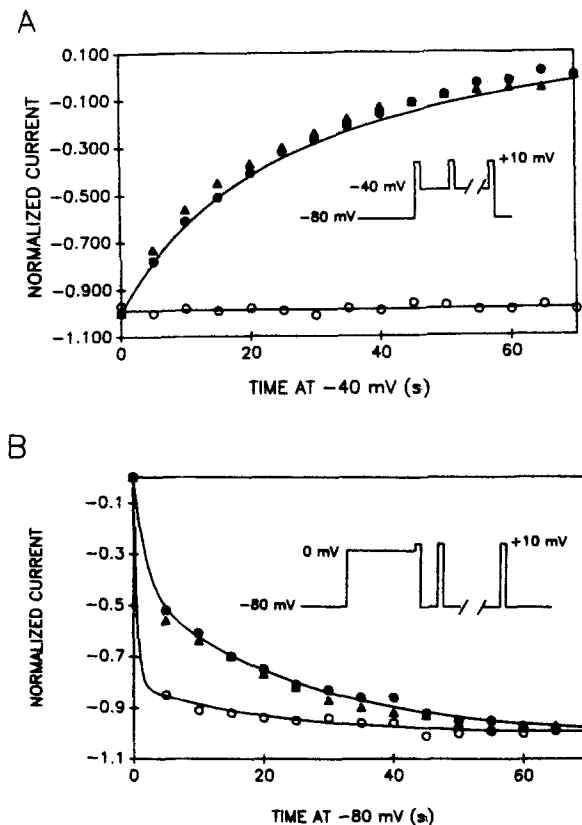 A
NORMALIZED CURRENT
0.100
-0.100
-0.300
-0.500
-0.700
-0.900
-1.100
0
20
40
60
TIME AT -40 mV (s)
-40 mV
-80 mV
+10 mV
B
NORMALIZED CURRENT
-0.1
-0.3
-0.5
-0.7
-0.9
-1.1
0
20
40
60
TIME AT -80 mV (s)
0 mV
-80 mV
+10 mV